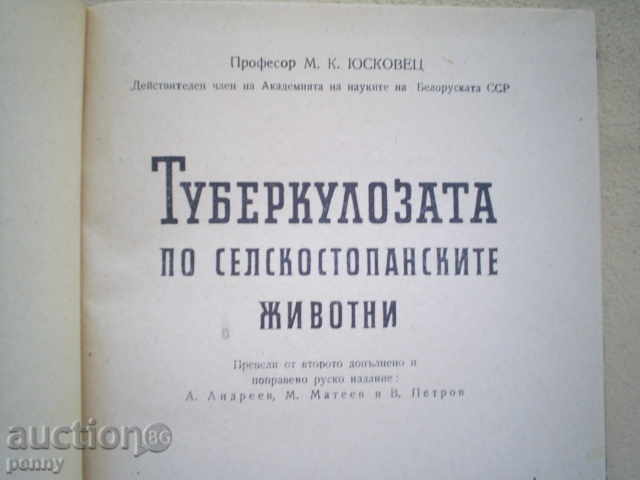 Професор М. К. ЮСКОВЕЦ
Действителен член на Академията на науките на Белоруската ССР
ТУБЕРКУЛОЗАТА
ПО СЕЛСКОСТОПАНСКИТЕ
ЖИВОТНИ
Превели от второто допълнено и
поправено руско издание:
А. Андреев, М. Матеев и В. Петров
auction BG
penny